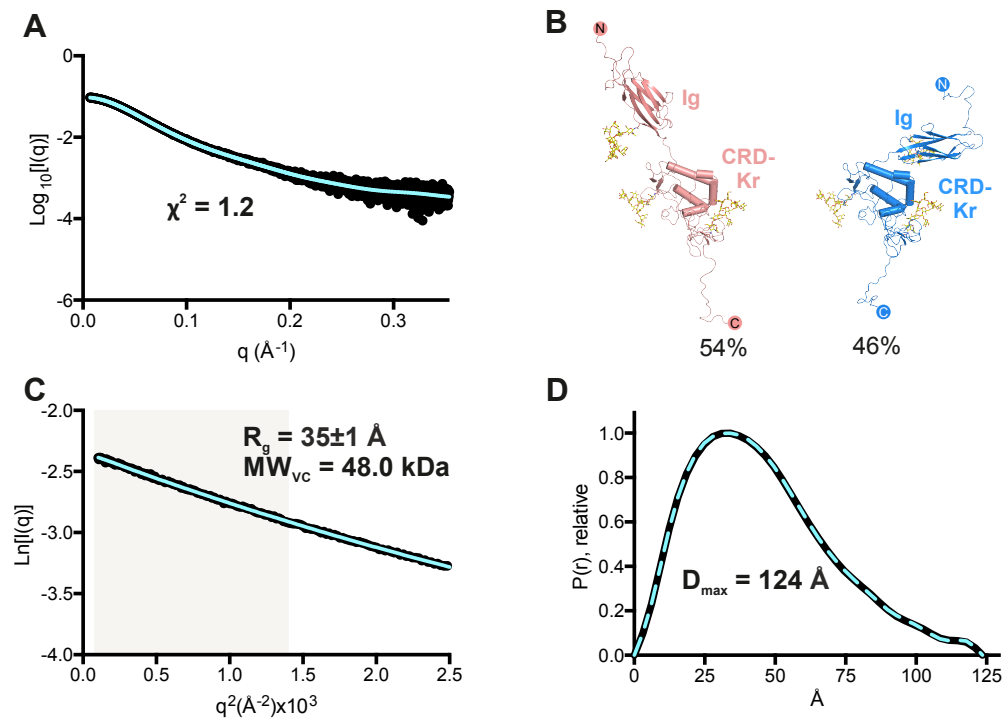 A
0
-2
-4
-6
Log₁₀[I(q)]
χ² = 1.2
0.0 0.1 0.2 0.3
q (Å⁻¹)
B
N
Ig
CRD-
Kr
C
54%
N
Ig
CRD-
Kr
C
46%
C
-2.0
-2.5
-3.0
-3.5
-4.0
Ln[I(q)]
R_g = 35±1 Å
MW_VC = 48.0 kDa
0.0 0.5 1.0 1.5 2.0 2.5
q²(Å⁻²)x10³
D
1.0
0.8
0.6
0.4
0.2
0.0
P(r), relative
D_max = 124 Å
0 25 50 75 100 125
Å